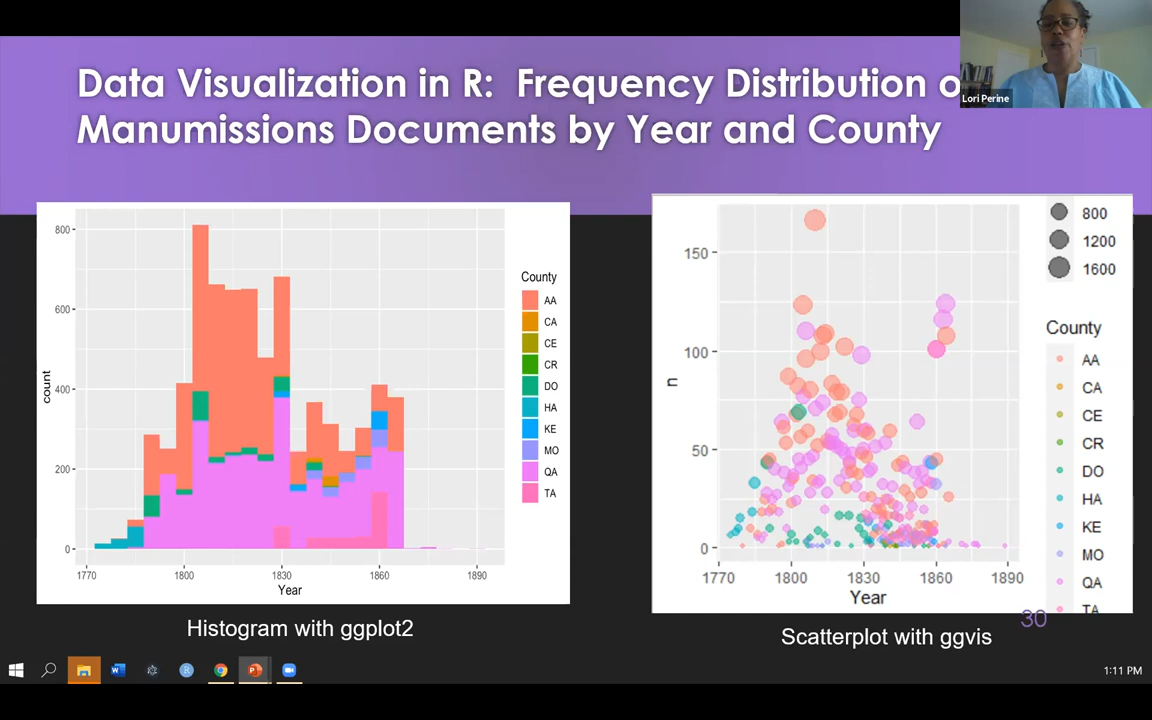 Data Visualization in R: Frequency Distribution o
Manumissions Documents by Year and County
Lori Perine
800
600
400
200
0
count
1770
1800
1830
1860
1890
Year
County
AA
CA
CE
CR
DO
HA
KE
MO
QA
TA
Histogram with ggplot2
150
100
50
0
n
1770
1800
1830
1860
1890
Year
800
1200
1600
County
AA
CA
CE
CR
DO
HA
KE
MO
QA
TA
30
Scatterplot with ggvis
1:11 PM